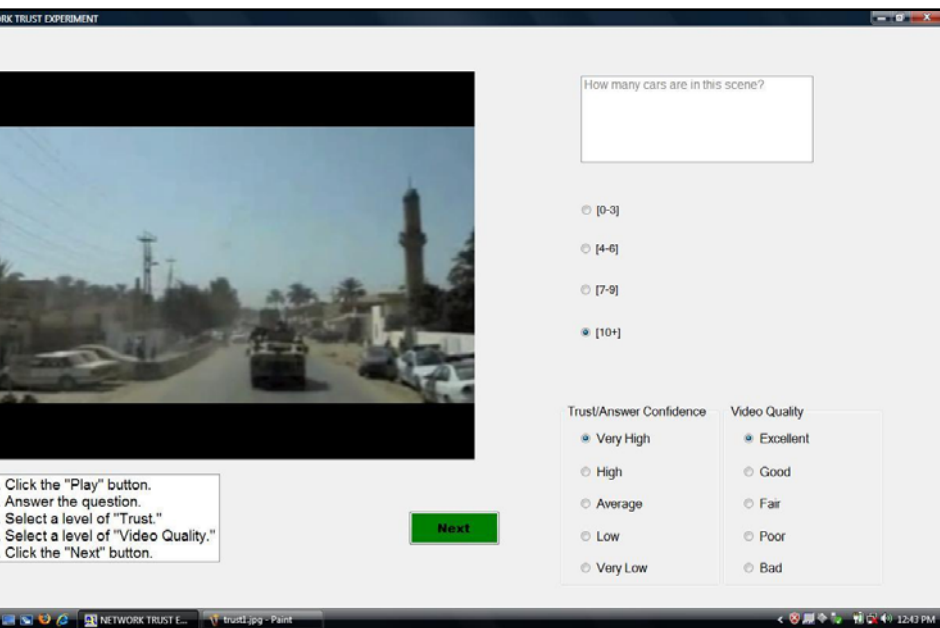 RK TRUST EXPERIMENT
How many cars are in this scene?
[0-3]
[4-6]
[7-9]
[10+]
Trust/Answer Confidence
Very High
High
Average
Low
Very Low
Video Quality
Excellent
Good
Fair
Poor
Bad
Click the "Play" button.
Answer the question.
Select a level of "Trust."
Select a level of "Video Quality."
Click the "Next" button.
Next
NETWORK TRUST E...
trust1.jpg - Paint
12:43 PM